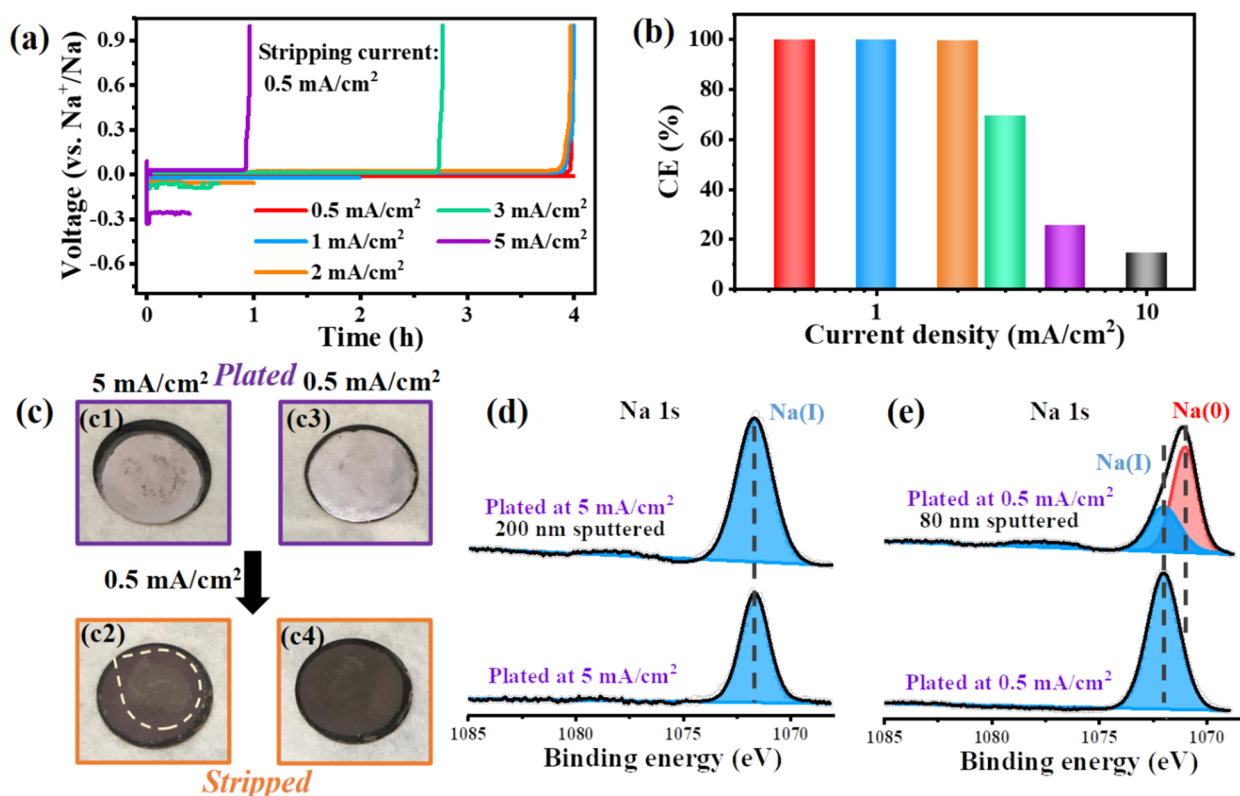 (a)
0.9
0.6
0.3
0.0
-0.3
-0.6
Voltage (vs. Na⁺/Na)
Stripping current:
0.5 mA/cm²
0.5 mA/cm²
1 mA/cm²
2 mA/cm²
3 mA/cm²
5 mA/cm²
0 1 2 3 4
Time (h)
(b)
100
80
60
40
20
0
CE (%)
1 10
Current density (mA/cm²)
(c)
5 mA/cm² Plated 0.5 mA/cm²
(c1) (c3)
0.5 mA/cm²
(c2) (c4)
Stripped
(d)
Na 1s
Na(I)
Plated at 5 mA/cm²
200 nm sputtered
Plated at 5 mA/cm²
1085 1080 1075 1070
Binding energy (eV)
(e)
Na 1s
Na(0)
Na(I)
Plated at 0.5 mA/cm²
80 nm sputtered
Plated at 0.5 mA/cm²
1085 1080 1075 1070
Binding energy (eV)